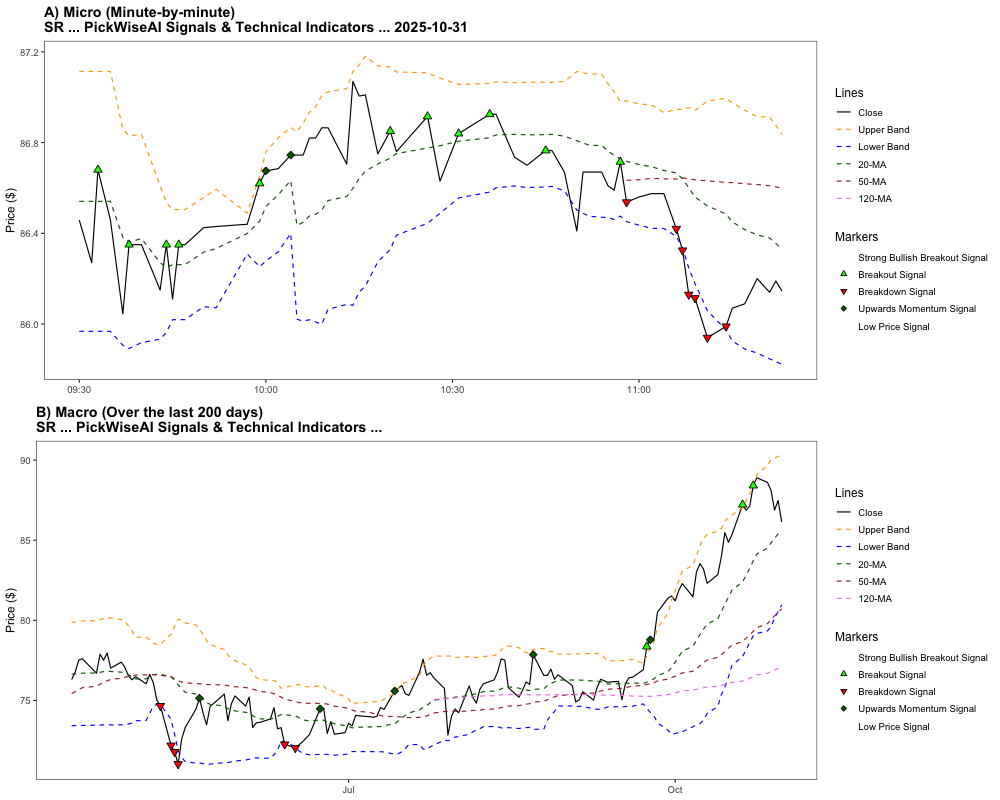 A) Micro (Minute-by-minute)
SR ... PickWiseAI Signals & Technical Indicators ... 2025-10-31
87.2
86.8
86.4
86.0
Price ($)
09:30
10:00
10:30
11:00
Lines
Close
Upper Band
Lower Band
20-MA
50-MA
120-MA
Markers
Strong Bullish Breakout Signal
Breakout Signal
Breakdown Signal
Upwards Momentum Signal
Low Price Signal
B) Macro (Over the last 200 days)
SR ... PickWiseAI Signals & Technical Indicators ...
90
85
80
75
Price ($)
Jul
Oct
Lines
Close
Upper Band
Lower Band
20-MA
50-MA
120-MA
Markers
Strong Bullish Breakout Signal
Breakout Signal
Breakdown Signal
Upwards Momentum Signal
Low Price Signal